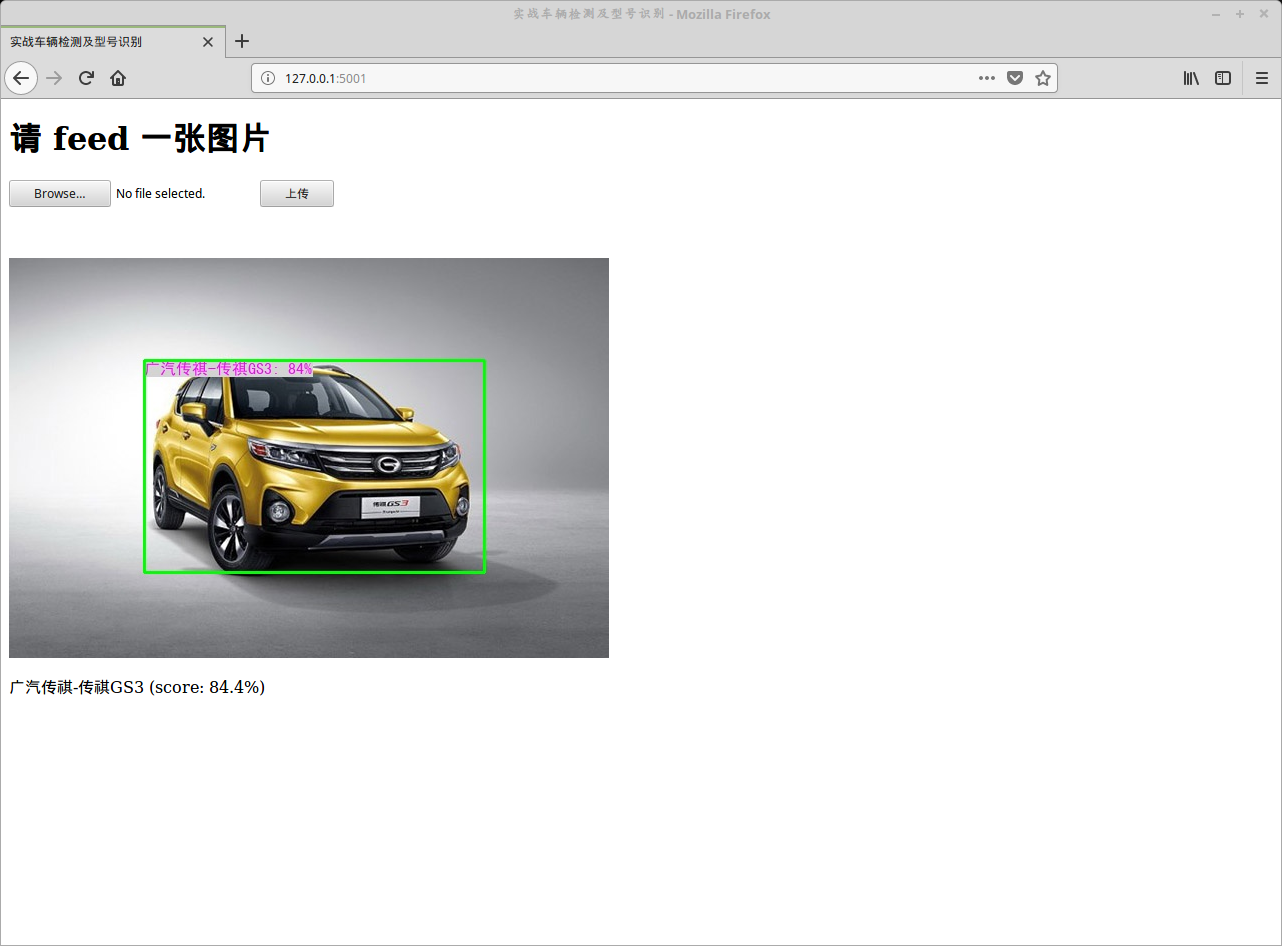 实战车辆检测及型号识别 - Mozilla Firefox
实战车辆检测及型号识别
127.0.0.1:5001
请 feed 一张图片
Browse... No file selected. 上传
广汽传祺-传祺GS3: 84%
传祺GS3
广汽传祺-传祺GS3 (score: 84.4%)